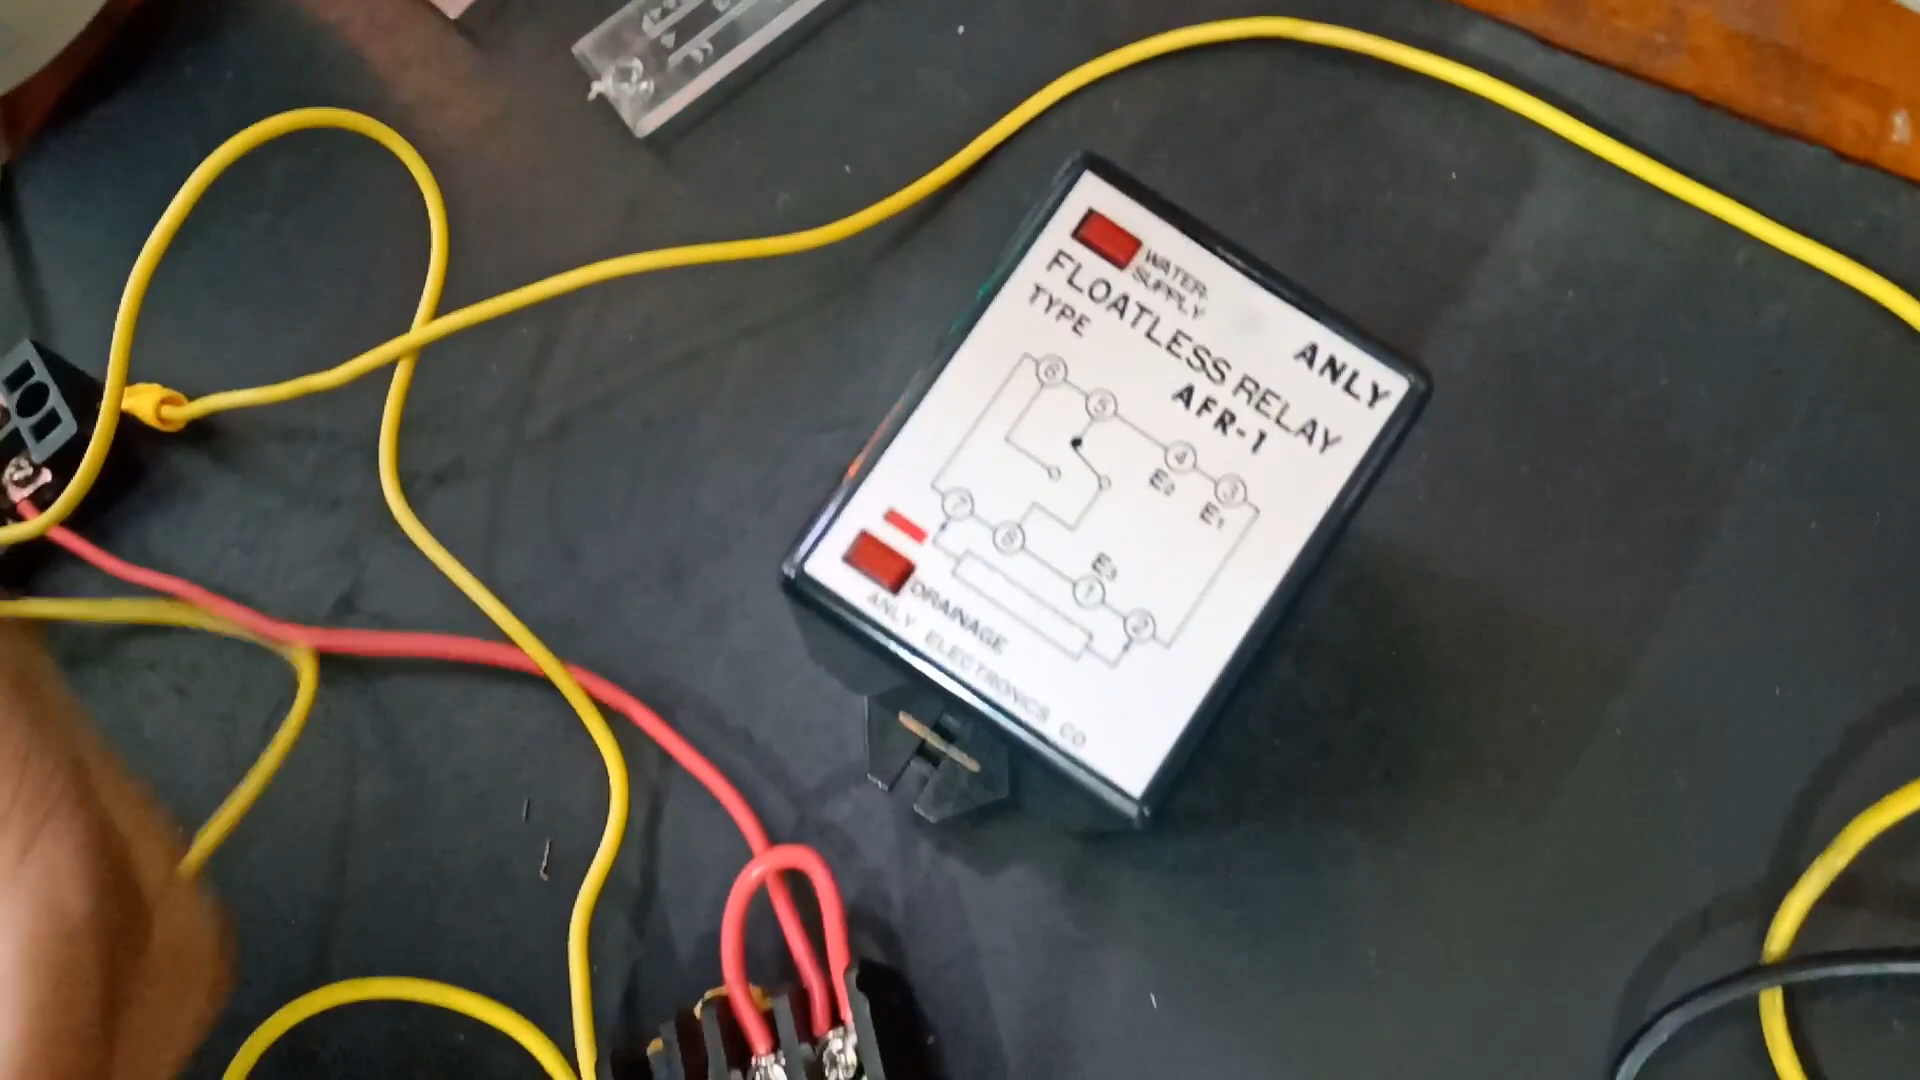 WATER-
SUPPLY
ANLY
FLOATLESS RELAY
TYPE
AFR-1
6
5
4
3
E2
E1
7
8
E3
1
2
DRAINAGE
ANLY ELECTRONICS CO